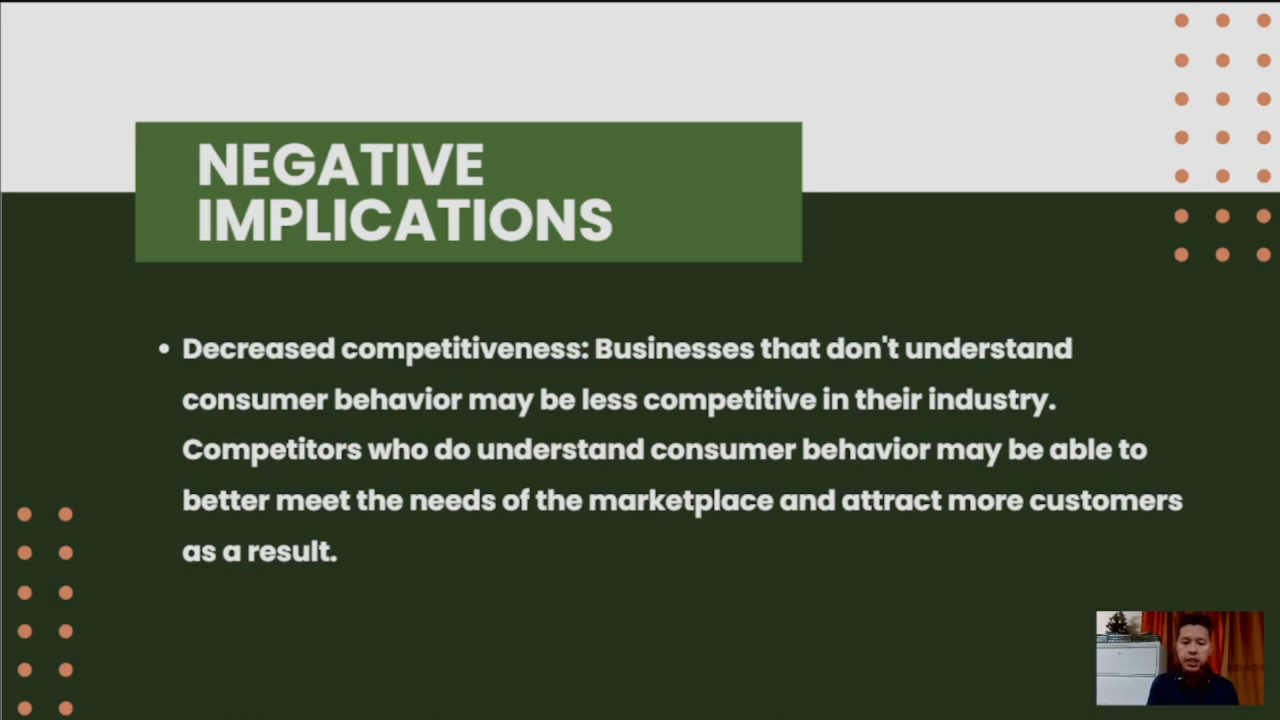 NEGATIVE
IMPLICATIONS
• Decreased competitiveness: Businesses that don't understand
consumer behavior may be less competitive in their industry.
Competitors who do understand consumer behavior may be able to
better meet the needs of the marketplace and attract more customers
as a result.